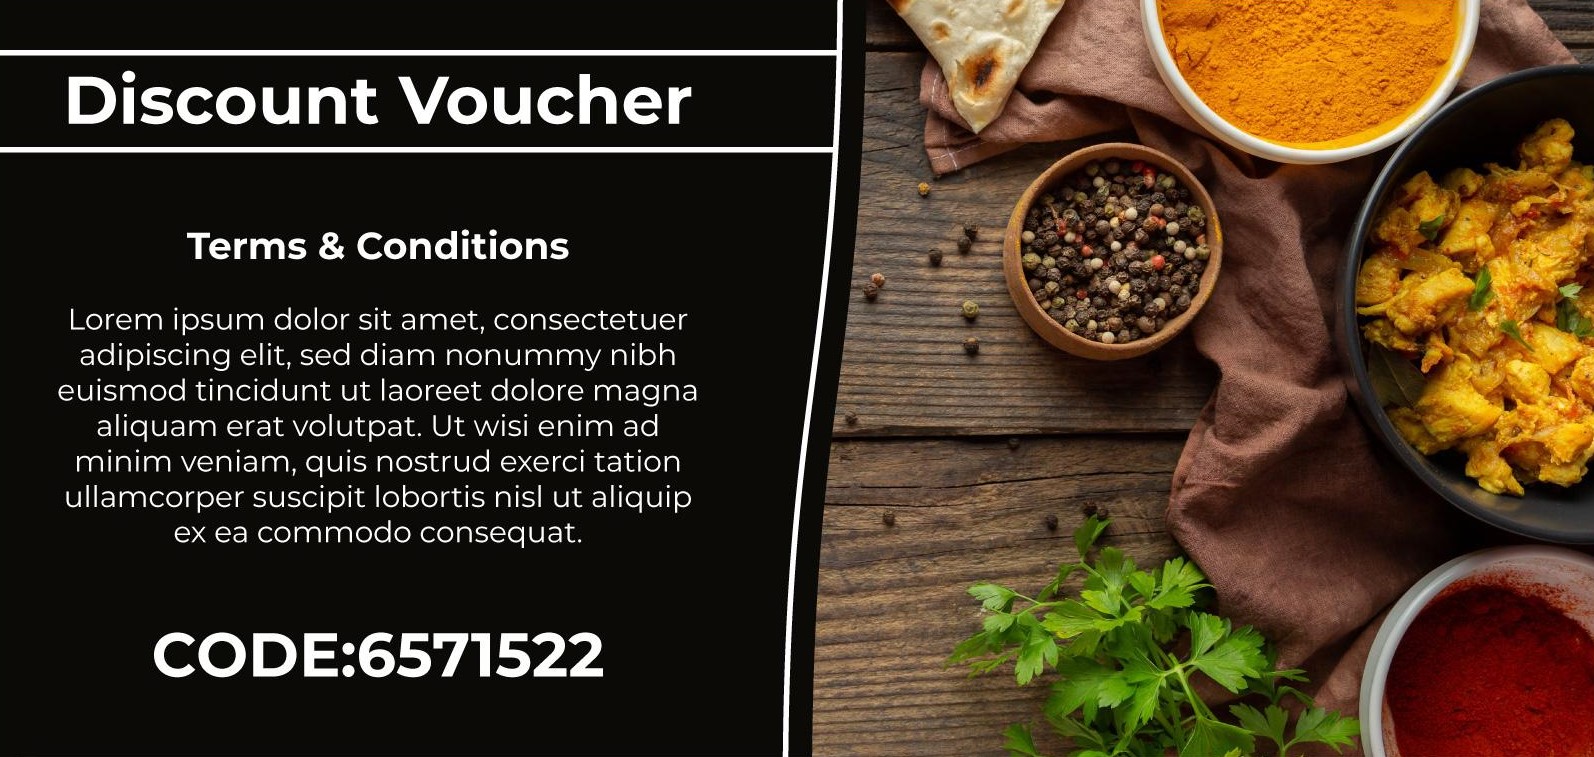 Discount Voucher
Terms & Conditions
Lorem ipsum dolor sit amet, consectetuer
adipiscing elit, sed diam nonummy nibh
euismod tincidunt ut laoreet dolore magna
aliquam erat volutpat. Ut wisi enim ad
minim veniam, quis nostrud exerci tation
ullamcorper suscipit lobortis nisl ut aliquip
ex ea commodo consequat.
CODE:6571522